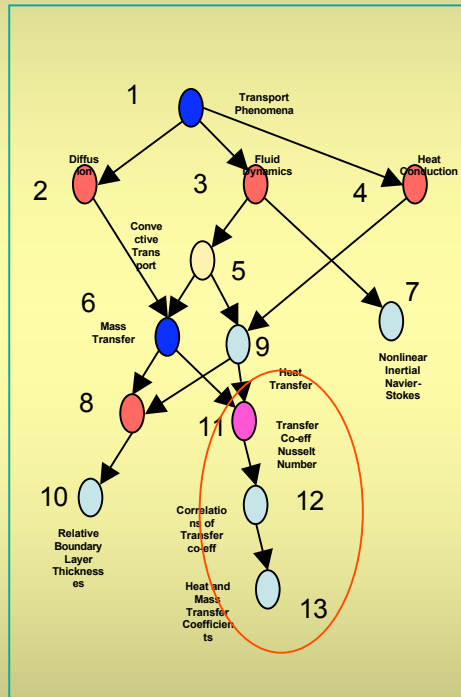 1
Transport
Phenomena
Diffus
ion
2
3
Fluid
Dynamics
4
Heat
Conduction
Conve
ctive
Trans
port
5
6
Mass
Transfer
7
Nonlinear
Inertial
Navier-
Stokes
9
Heat
Transfer
8
11
Transfer
Co-eff
Nusselt
Number
10
Relative
Boundary
Layer
Thickness
es
12
Correlatio
ns of
Transfer
co-eff
Heat and
Mass
Transfer
Coefficien
ts
13